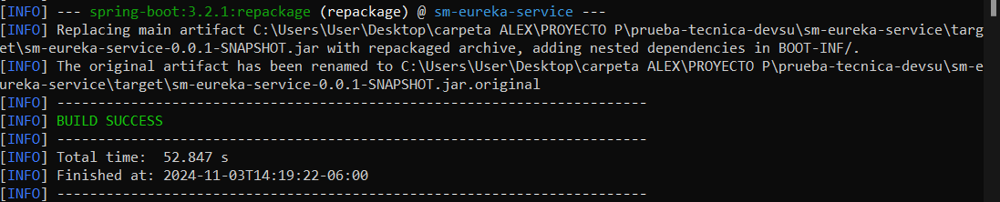 [INFO] --- spring-boot:3.2.1:repackage (repackage) @ sm-eureka-service ---
[INFO] Replacing main artifact C:\Users\User\Desktop\carpeta ALEX\PROYECTO P\prueba-tecnica-devsu\sm-eureka-service\targ
et\sm-eureka-service-0.0.1-SNAPSHOT.jar with repackaged archive, adding nested dependencies in BOOT-INF/.
[INFO] The original artifact has been renamed to C:\Users\User\Desktop\carpeta ALEX\PROYECTO P\prueba-tecnica-devsu\sm-e
ureka-service\target\sm-eureka-service-0.0.1-SNAPSHOT.jar.original
[INFO] ------------------------------------------------------------------------
[INFO] BUILD SUCCESS
[INFO] ------------------------------------------------------------------------
[INFO] Total time:  52.847 s
[INFO] Finished at: 2024-11-03T14:19:22-06:00
[INFO] ------------------------------------------------------------------------